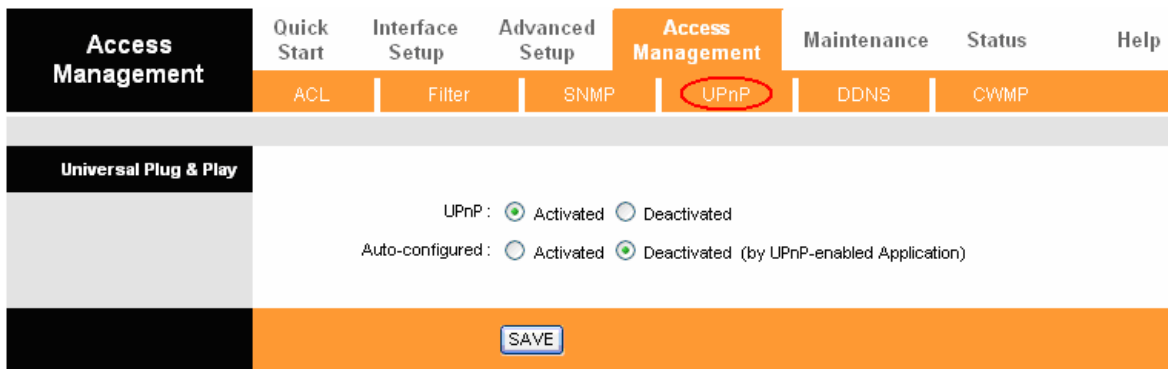 Access Management
Quick Start
Interface Setup
Advanced Setup
Access Management
Maintenance
Status
Help
ACL
Filter
SNMP
UPnP
DDNS
CWMP
Universal Plug & Play
UPnP : Activated Deactivated
Auto-configured : Activated Deactivated (by UPnP-enabled Application)
SAVE